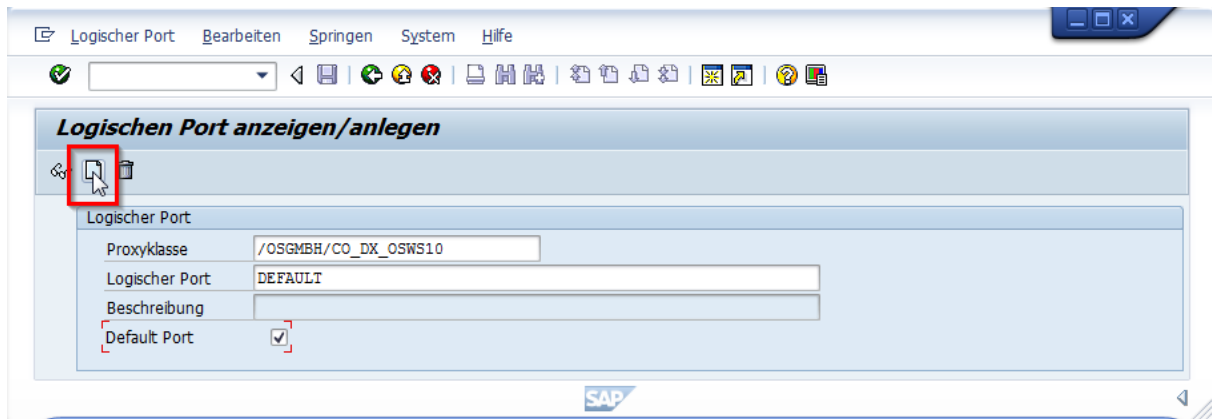 Logischer Port Bearbeiten Springen System Hilfe
Logischen Port anzeigen/anlegen
Logischer Port
Proxyklasse /OSGMBH/CO_DX_OSWS10
Logischer Port DEFAULT
Beschreibung
Default Port
SAP